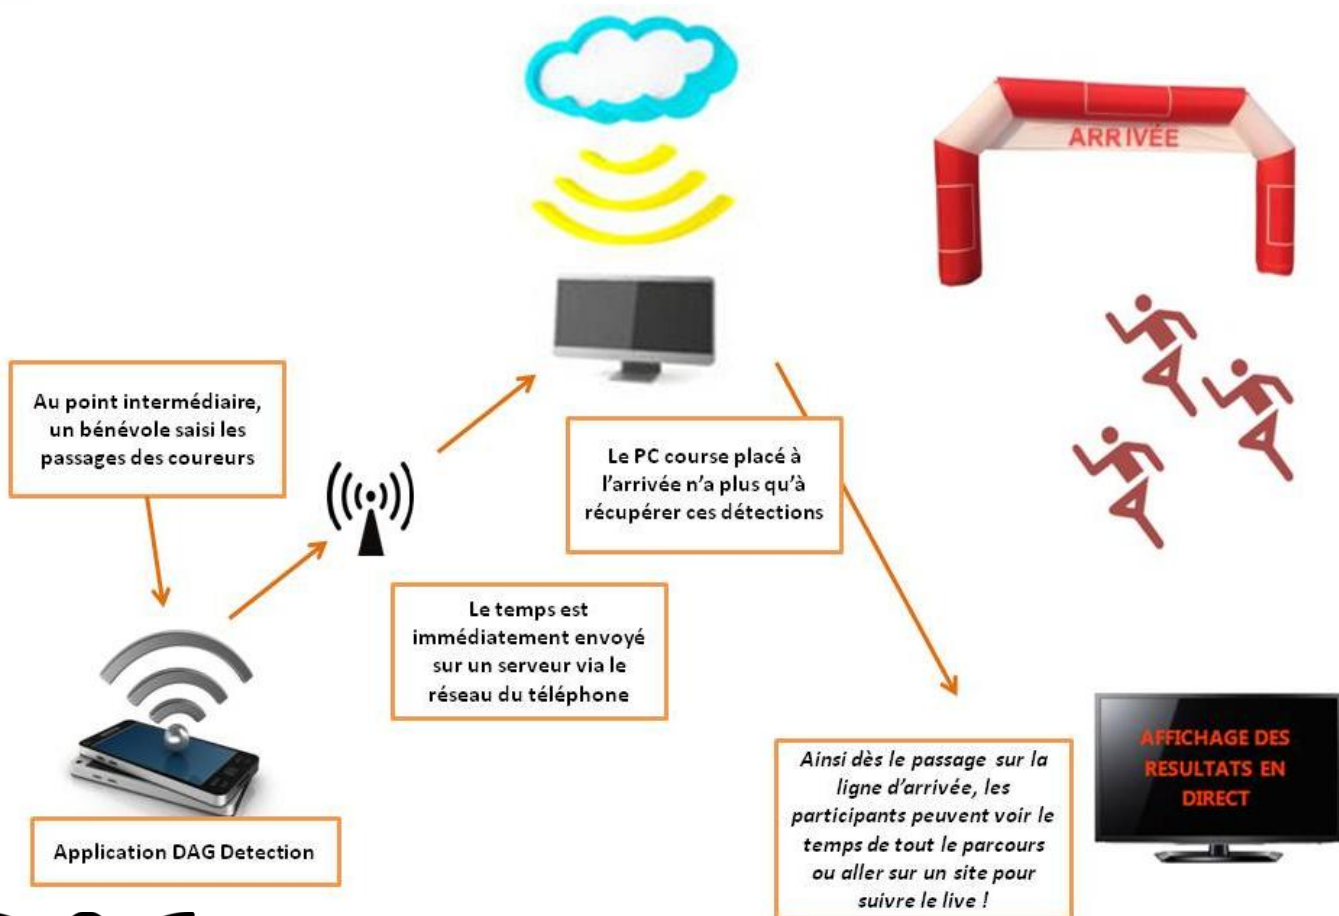 ARRIVÉE
Au point intermédiaire,
un bénévole saisi les
passages des coureurs
Le PC course placé à
l'arrivée n'a plus qu'à
récupérer ces détections
Le temps est
immédiatement envoyé
sur un serveur via le
réseau du téléphone
Application DAG Detection
Ainsi dès le passage sur la
ligne d'arrivée, les
participants peuvent voir le
temps de tout le parcours
ou aller sur un site pour
suivre le live !
AFFICHAGE DES
RESULTATS EN
DIRECT